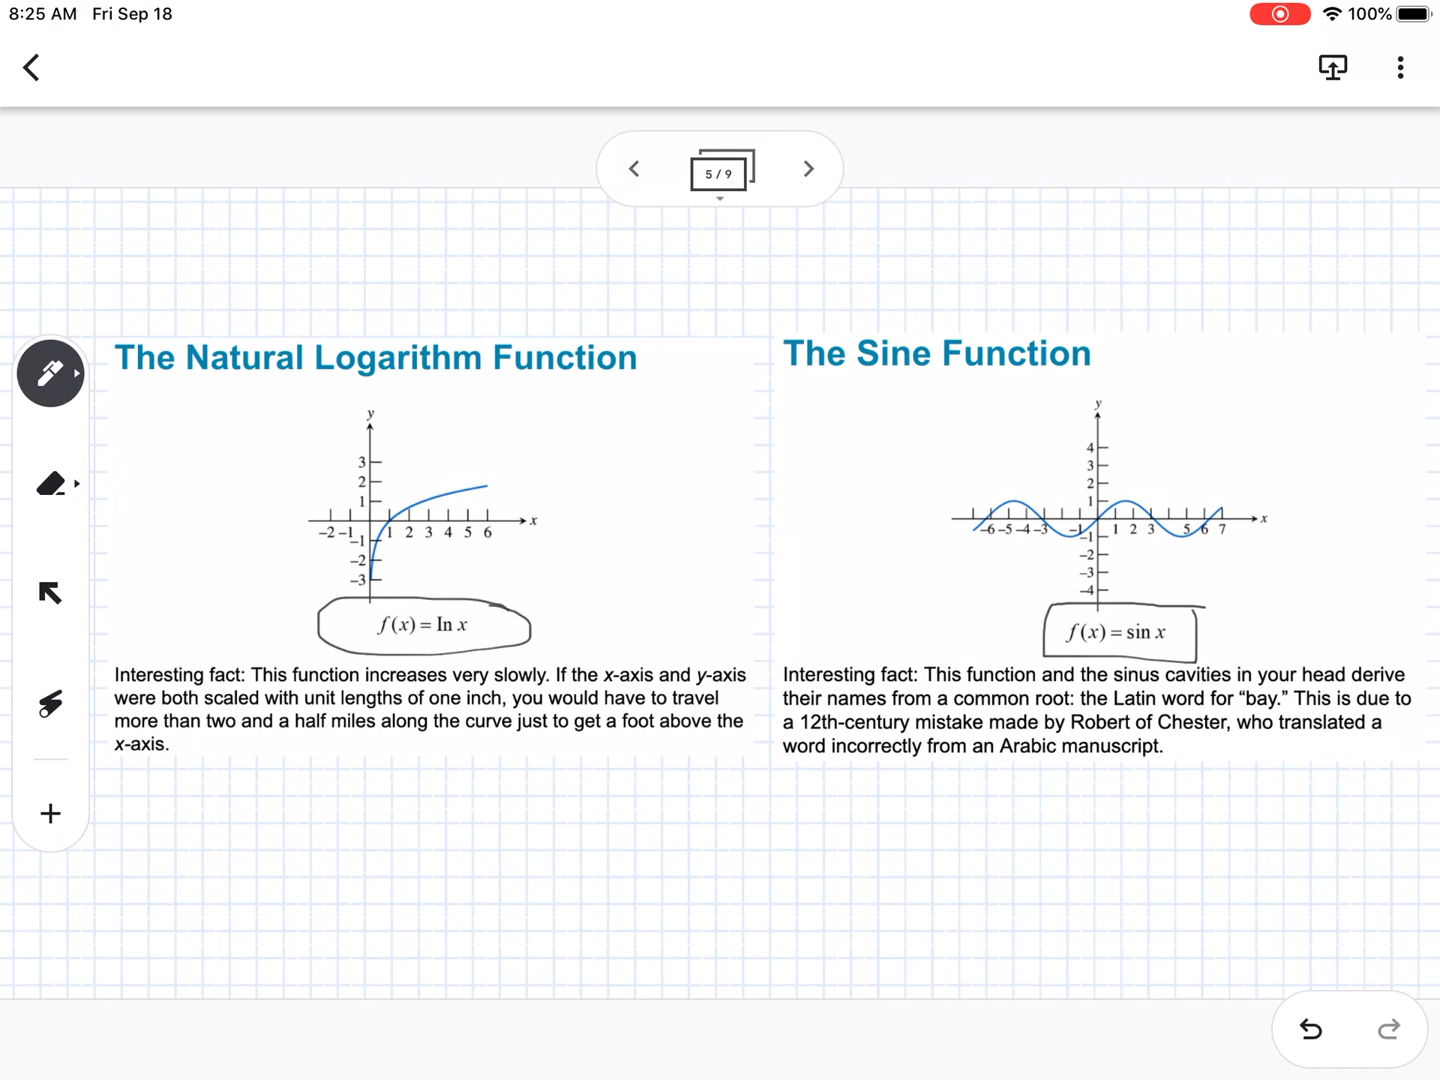 8:25 AM Fri Sep 18
100%
5 / 9
The Natural Logarithm Function
y
3
2
1
x
−2 −1 1 2 3 4 5 6
−1
−2
−3
f(x) = In x
Interesting fact: This function increases very slowly. If the x-axis and y-axis
were both scaled with unit lengths of one inch, you would have to travel
more than two and a half miles along the curve just to get a foot above the
x-axis.
The Sine Function
y
4
3
2
1
x
−6 −5 −4 −3 −1 1 2 3 5 6 7
−1
−2
−3
−4
f(x) = sin x
Interesting fact: This function and the sinus cavities in your head derive
their names from a common root: the Latin word for “bay.” This is due to
a 12th-century mistake made by Robert of Chester, who translated a
word incorrectly from an Arabic manuscript.